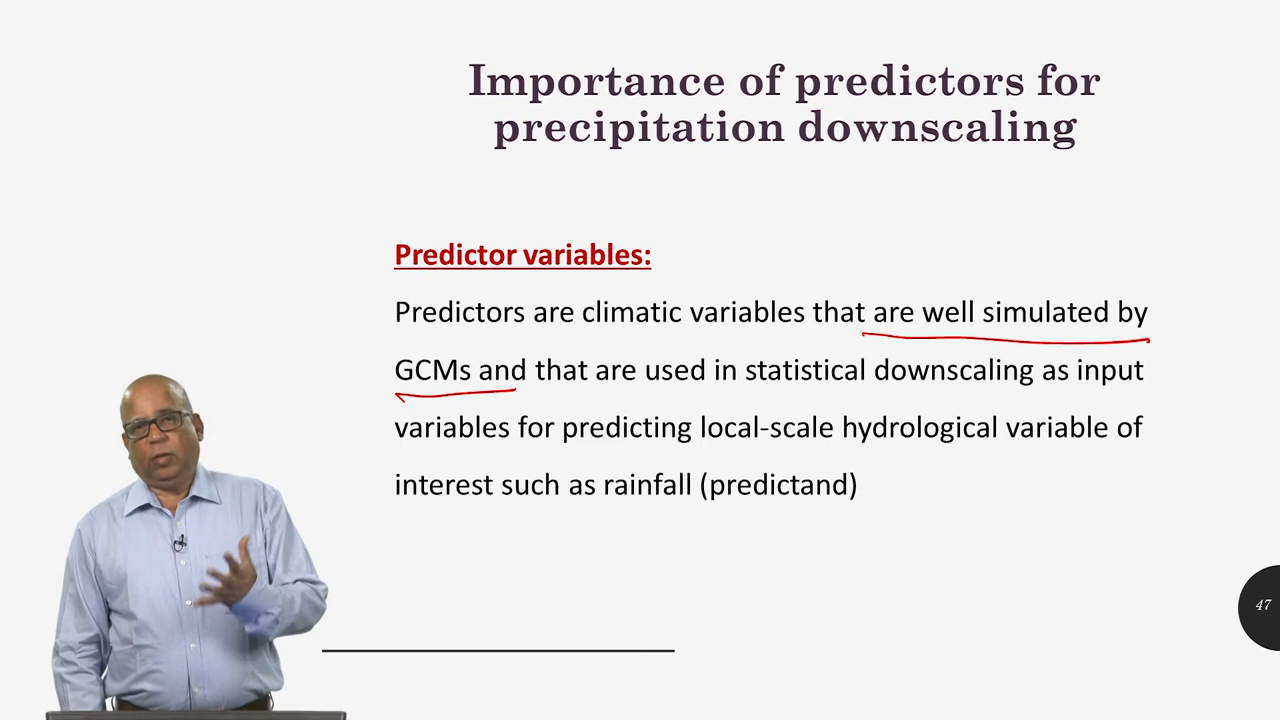 Importance of predictors for
precipitation downscaling
Predictor variables:
Predictors are climatic variables that are well simulated by
GCMs and that are used in statistical downscaling as input
variables for predicting local-scale hydrological variable of
interest such as rainfall (predictand)
47